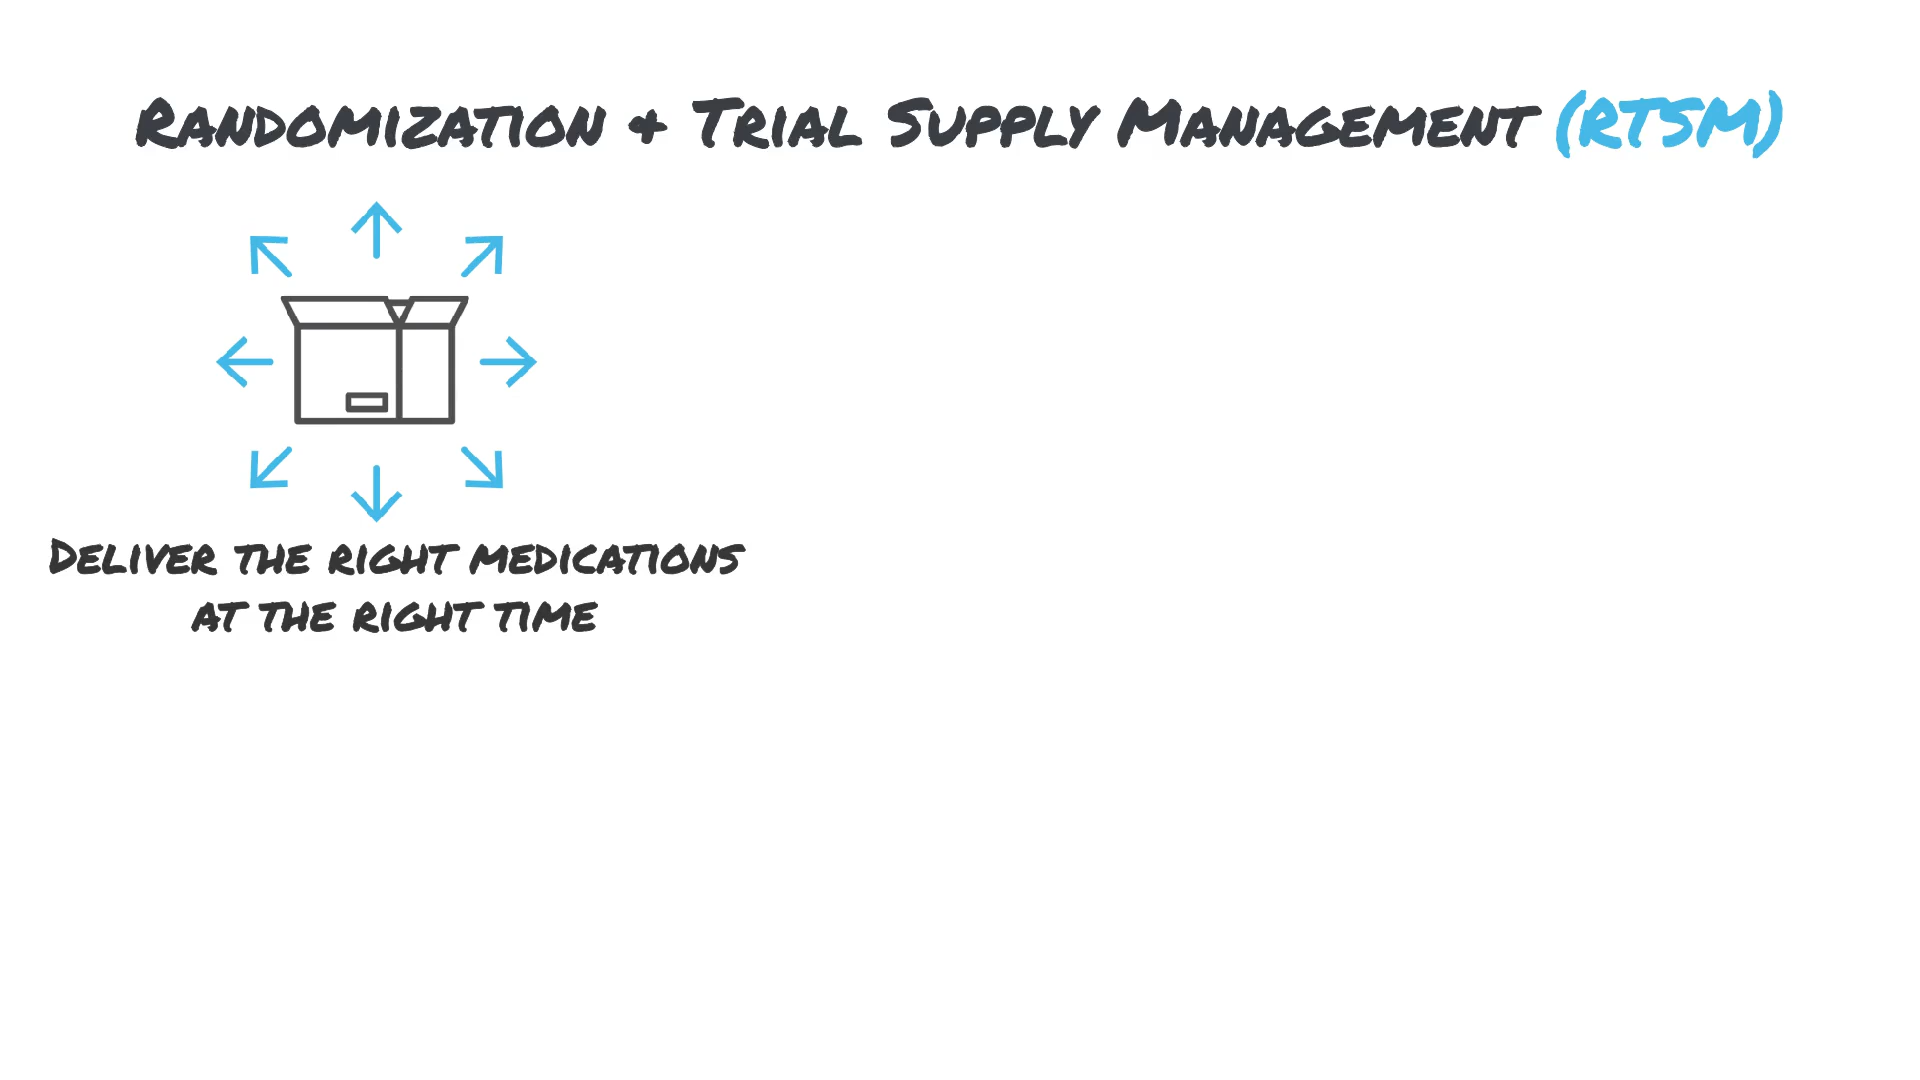 Randomization & Trial Supply Management (RTSM)
Deliver the right medications
at the right time